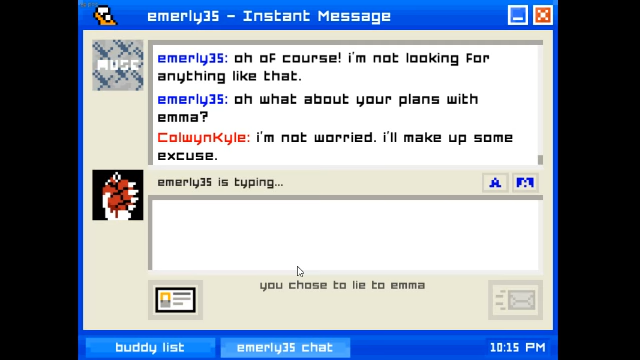 emerly35 - Instant Message
MUSE
emerly35: oh of course! i'm not looking for
anything like that.
emerly35: oh what about your plans with
emma?
ColwynKyle: i'm not worried. i'll make up some
excuse.
emerly35 is typing...
A
you chose to lie to emma
buddy list
emerly35 chat
10:15 PM